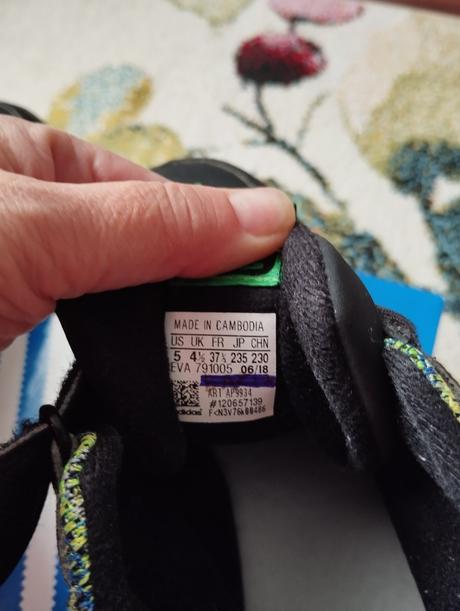 MADE IN CAMBODIA
US UK FR JP CHN
5 4½ 37⅓ 235 230
EVA 791005 06/18
ART AP9934
#120657139
adidas